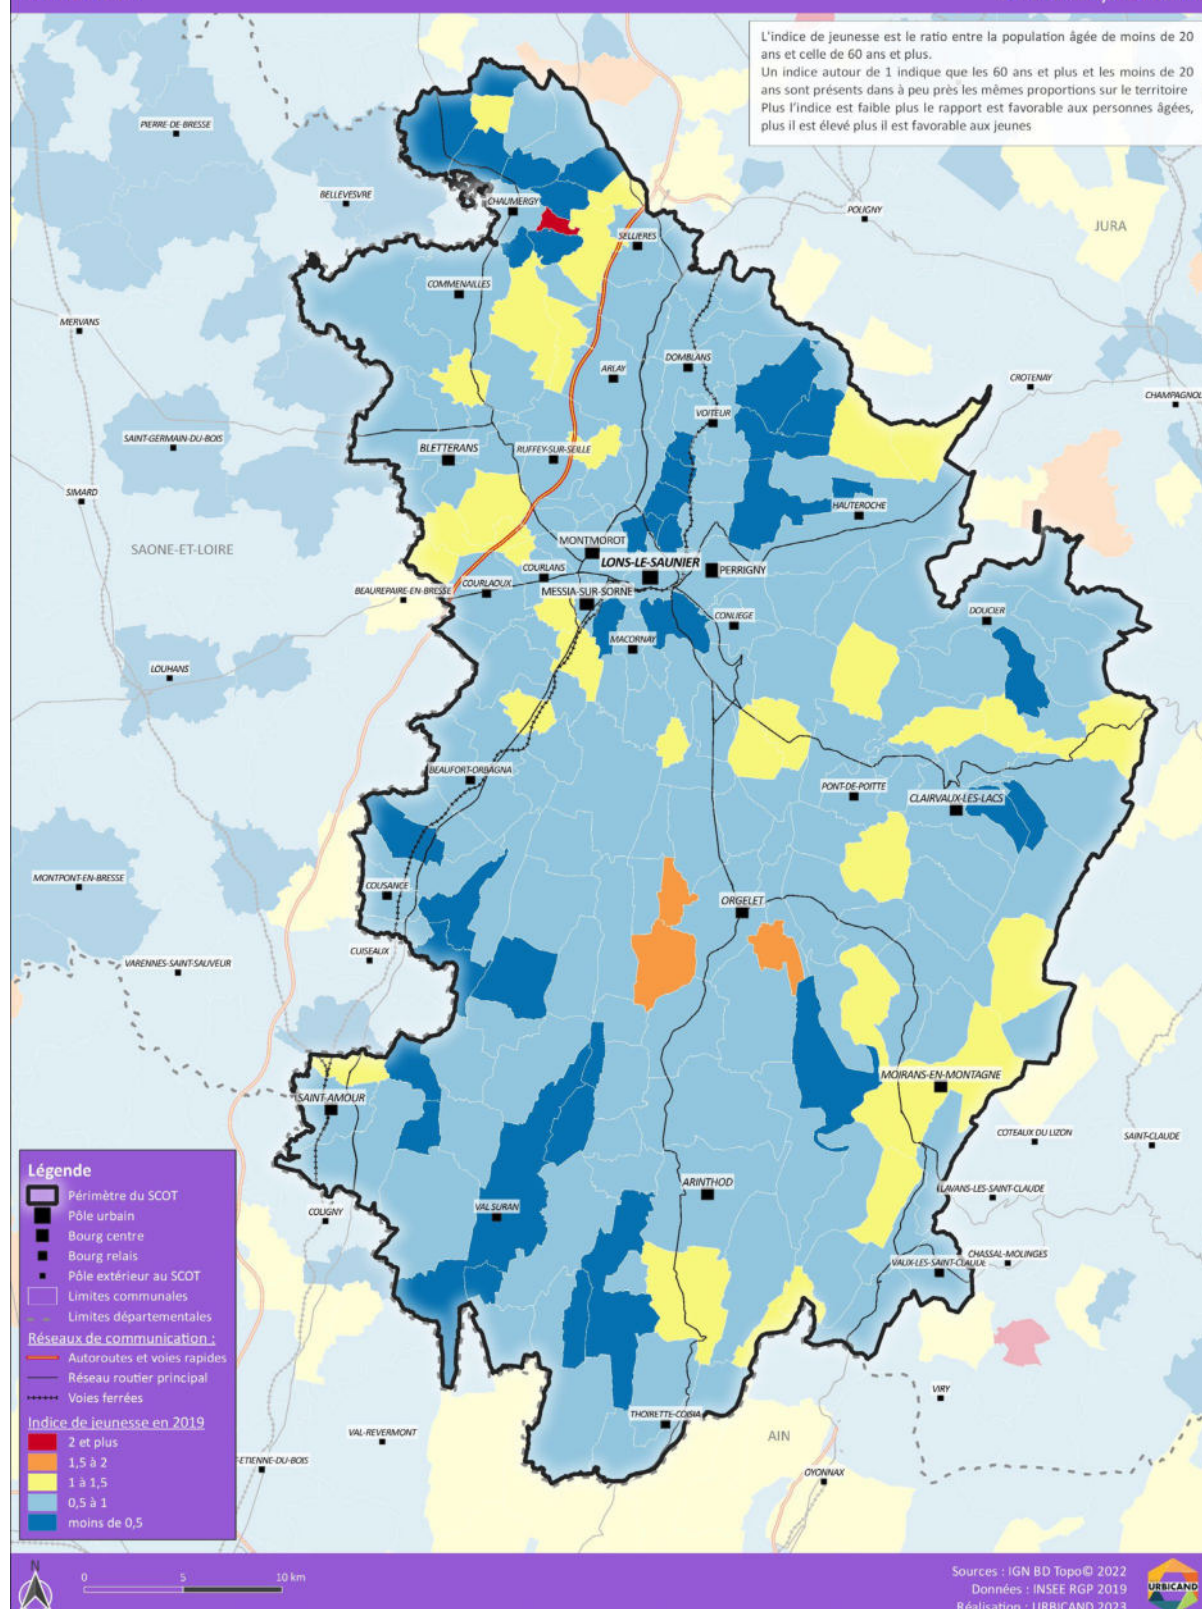 L'indice de jeunesse est le ratio entre la population âgée de moins de 20
ans et celle de 60 ans et plus.
Un indice autour de 1 indique que les 60 ans et plus et les moins de 20
ans sont présents dans à peu près les mêmes proportions sur le territoire
Plus l'indice est faible plus le rapport est favorable aux personnes âgées,
plus il est élevé plus il est favorable aux jeunes
PIERRE-DE-BRESSE
BELLEVESVRE
CHAUMERGY
POLIGNY
JURA
SELLIERES
COMMENAILLES
MERVANS
DOMBLANS
ARLAY
CROTENAY
CHAMPAGNOL
VOITEUR
SAINT-GERMAIN-DU-BOIS
BLETTERANS
RUFFEY-SUR-SEILLE
SIMARD
HAUTEROCHE
SAONE-ET-LOIRE
MONTMOROT
LONS-LE-SAUNIER
PERRIGNY
COURLANS
COURLAOUX
BEAUREPAIRE-EN-BRESSE
MESSIA-SUR-SORNE
DOUCIER
CONLIEGE
MACORNAY
LOUHANS
BEAUFORT-ORBAGNA
PONT-DE-POITTE
CLAIRVAUX-LES-LACS
MONTPONT-EN-BRESSE
COUSANCE
ORGELET
CUISEAUX
VARENNES-SAINT-SAUVEUR
MOIRANS-EN-MONTAGNE
SAINT-AMOUR
COTEAUX DU LIZON
SAINT-CLAUDE
ARINTHOD
LAVANS-LES-SAINT-CLAUDE
COLIGNY
VAL SURAN
CHASSAL-MOLINGES
VAUX-LES-SAINT-CLAUDE
VIRY
THOIRETTE-COISIA
VAL-REVERMONT
AIN
-ETIENNE-DU-BOIS
OYONNAX
Légende
Périmètre du SCOT
Pôle urbain
Bourg centre
Bourg relais
Pôle extérieur au SCOT
Limites communales
Limites départementales
Réseaux de communication :
Autoroutes et voies rapides
Réseau routier principal
Voies ferrées
Indice de jeunesse en 2019
2 et plus
1,5 à 2
1 à 1,5
0,5 à 1
moins de 0,5
N
0 5 10 km
Sources : IGN BD Topo© 2022
Données : INSEE RGP 2019
Réalisation : URBICAND 2023
URBICAND